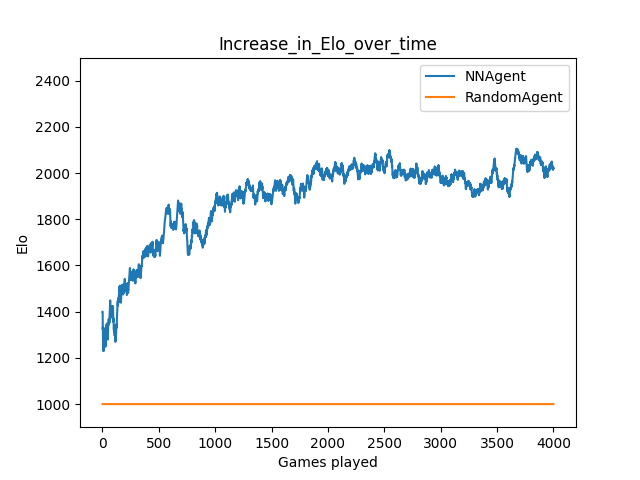 Increase_in_Elo_over_time
NNAgent
RandomAgent
2400
2200
2000
1800
1600
1400
1200
1000
Elo
0 500 1000 1500 2000 2500 3000 3500 4000
Games played